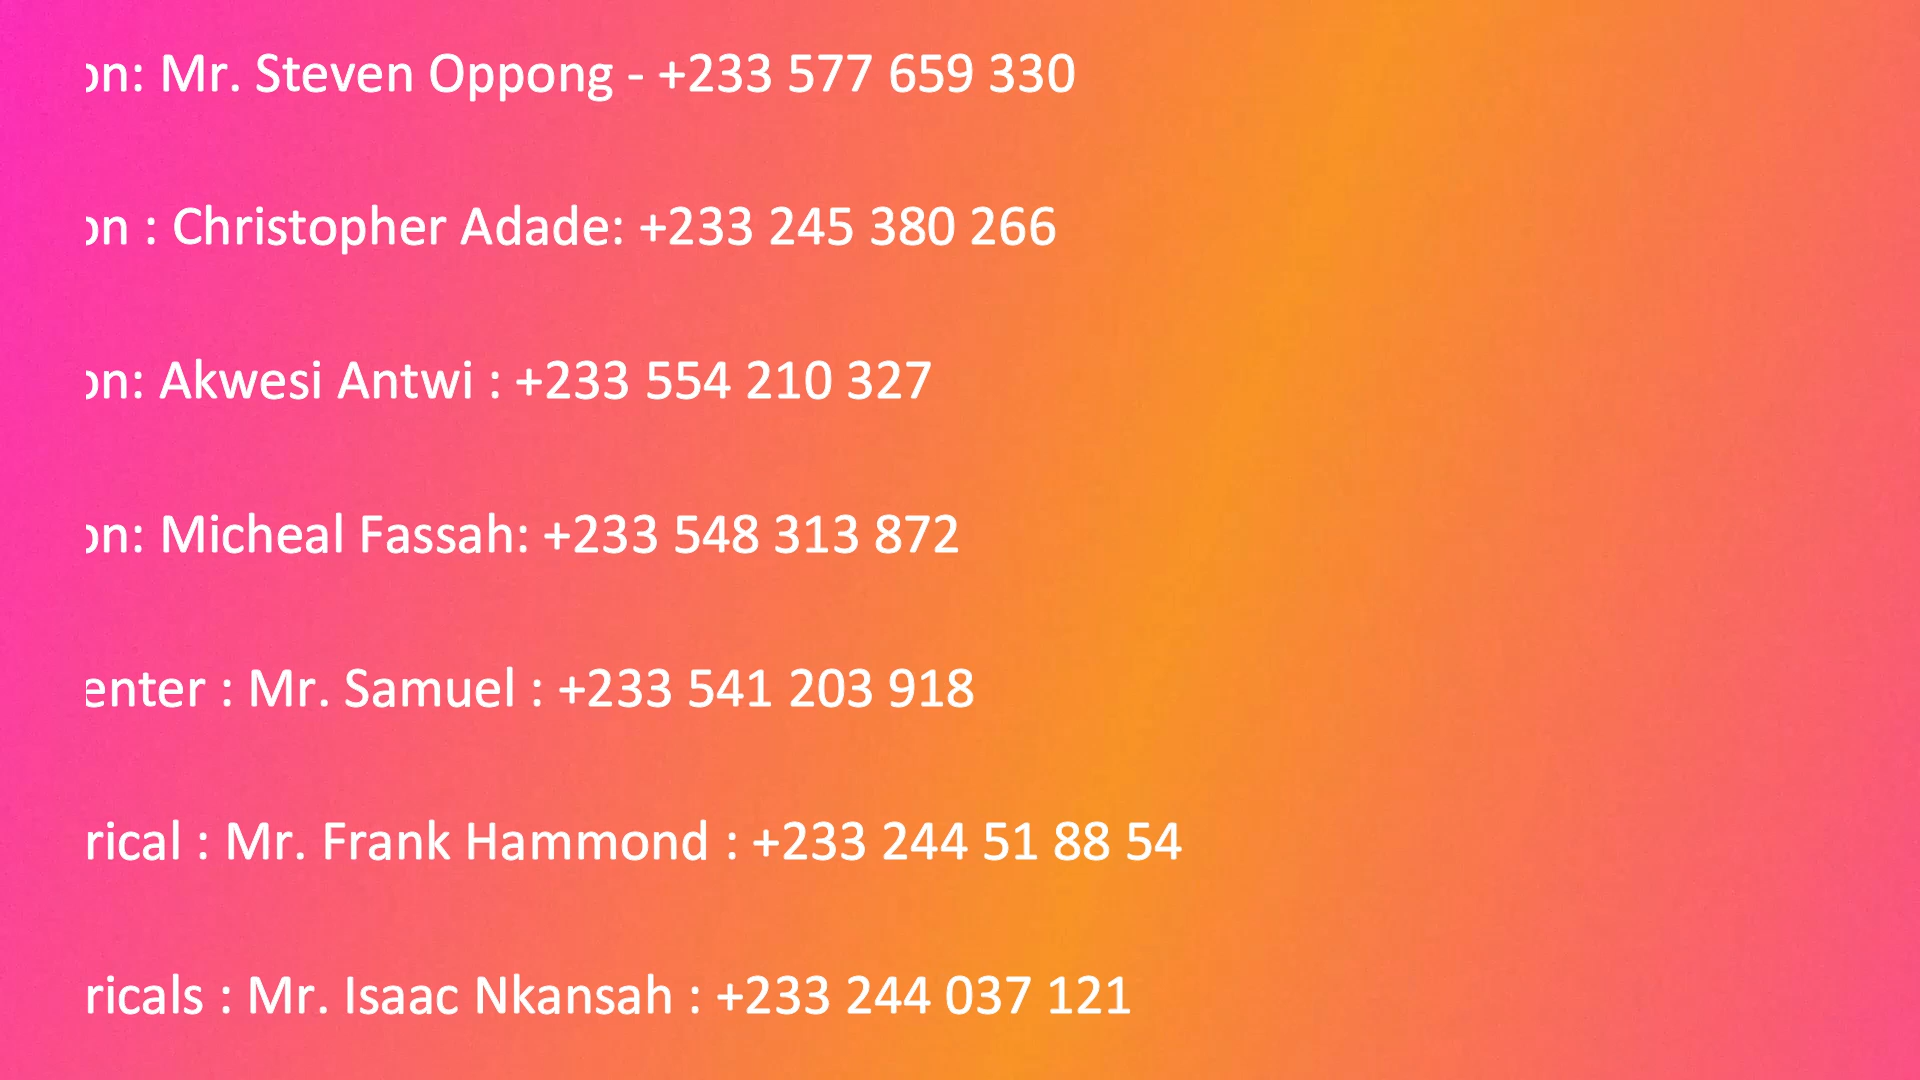 on: Mr. Steven Oppong - +233 577 659 330
on : Christopher Adade: +233 245 380 266
on: Akwesi Antwi : +233 554 210 327
on: Micheal Fassah: +233 548 313 872
enter : Mr. Samuel : +233 541 203 918
rical : Mr. Frank Hammond : +233 244 51 88 54
ricals : Mr. Isaac Nkansah : +233 244 037 121